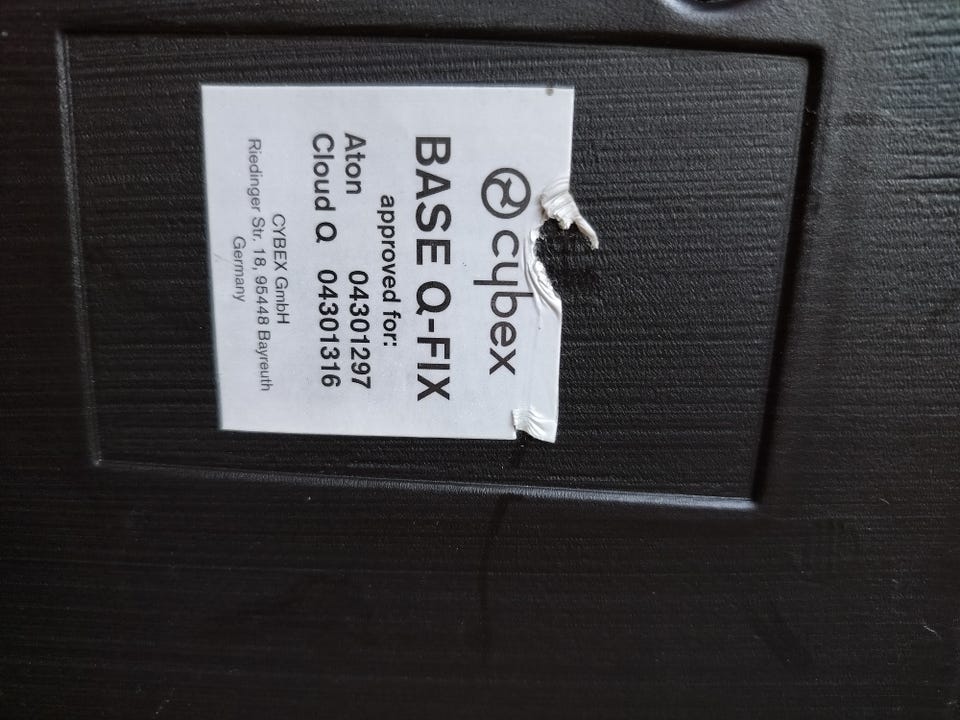 cybex
BASE Q-FIX
approved for:
Aton 04301297
Cloud Q 04301316
CYBEX GmbH
Riedinger Str. 18, 95448 Bayreuth
Germany